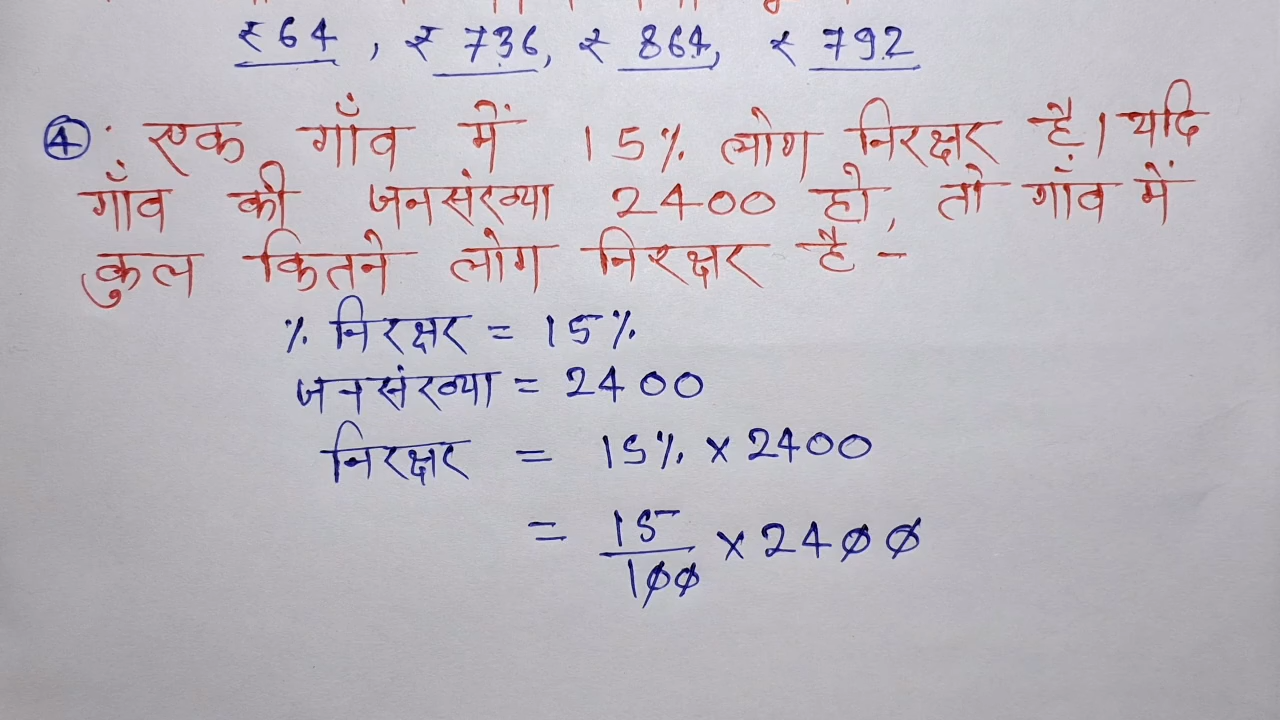 ₹64, ₹ 736, ₹ 864, ₹ 792
④. एक गाँव में 15% लोग निरक्षर है। यदि
गाँव की जनसंख्या 2400 हो, तो गाँव में
कुल कितने लोग निरक्षर है -
% निरक्षर = 15%
जनसंख्या = 2400
निरक्षर = 15% × 2400
= 15/100 × 2400